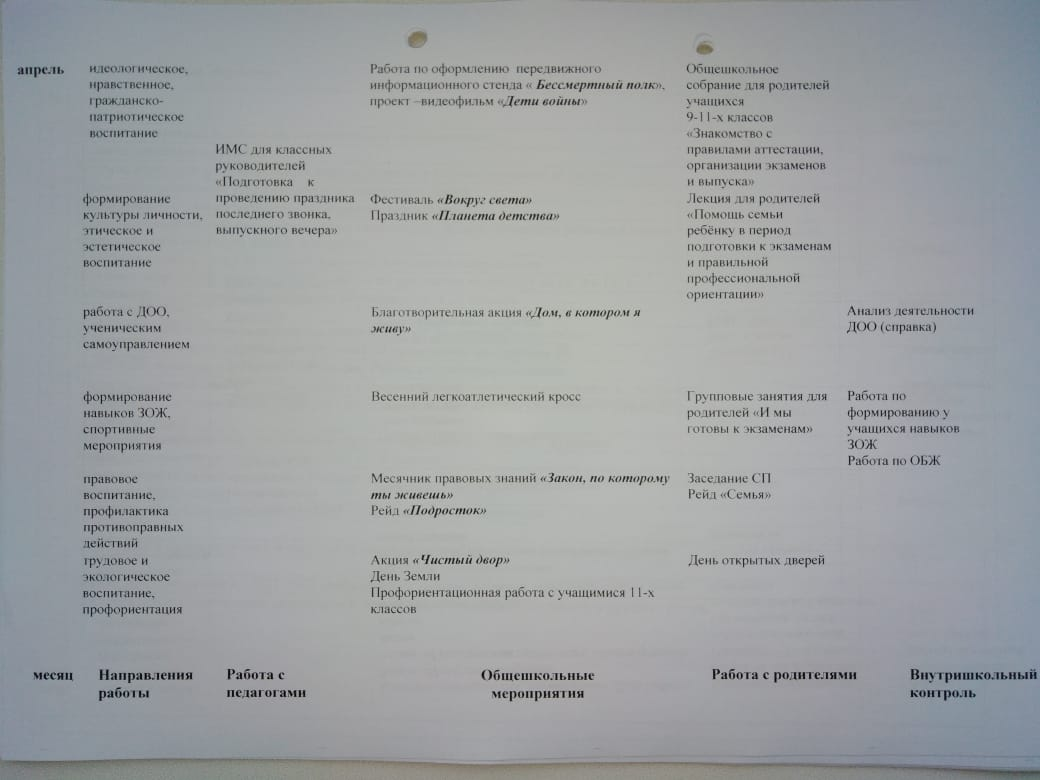 апрель
идеологическое,
нравственное,
гражданско-
патриотическое
воспитание
ИМС для классных
руководителей
«Подготовка к
проведению праздника
последнего звонка,
выпускного вечера»
Работа по оформлению передвижного
информационного стенда « Бессмертный полк»,
проект –видеофильм «Дети войны»
Общешкольное
собрание для родителей
учащихся
9-11-х классов
«Знакомство с
правилами аттестации,
организации экзаменов
и выпуска»
формирование
культуры личности,
этическое и
эстетическое
воспитание
Фестиваль «Вокруг света»
Праздник «Планета детства»
Лекция для родителей
«Помощь семьи
ребёнку в период
подготовки к экзаменам
и правильной
профессиональной
ориентации»
работа с ДОО,
ученическим
самоуправлением
Благотворительная акция «Дом, в котором я
живу»
Анализ деятельности
ДОО (справка)
формирование
навыков ЗОЖ,
спортивные
мероприятия
Весенний легкоатлетический кросс
Групповые занятия для
родителей «И мы
готовы к экзаменам»
Работа по
формированию у
учащихся навыков
ЗОЖ
Работа по ОБЖ
правовое
воспитание,
профилактика
противоправных
действий
Месячник правовых знаний «Закон, по которому
ты живешь»
Рейд «Подросток»
Заседание СП
Рейд «Семья»
трудовое и
экологическое
воспитание,
профориентация
Акция «Чистый двор»
День Земли
Профориентационная работа с учащимися 11-х
классов
День открытых дверей
месяц
Направления
работы
Работа с
педагогами
Общешкольные
мероприятия
Работа с родителями
Внутришкольный
контроль